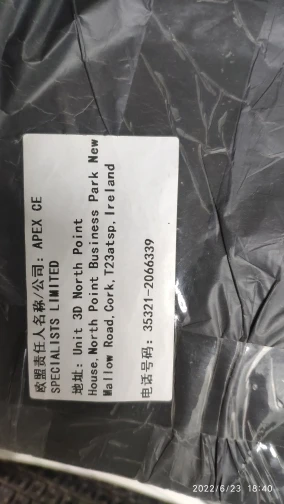 欧盟责任人名称/公司: APEX CE
SPECIALISTS LIMITED
地址: Unit 3D North Point
House, North Point Business Park New
Mallow Road, Cork, T23atsp, Ireland
电话号码: 35321-2066339
2022/6/23 18:40